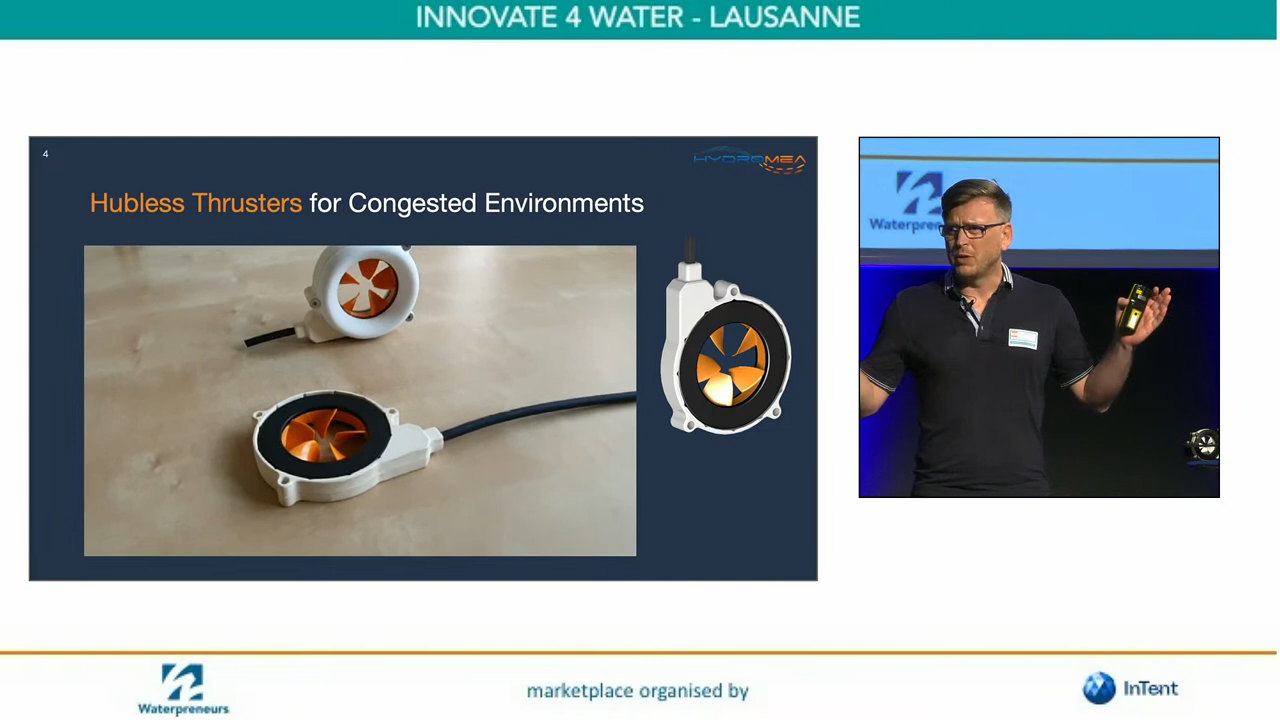 INNOVATE 4 WATER - LAUSANNE
4
HYDROMEA
Hubless Thrusters for Congested Environments
Waterpre
Waterpreneurs
marketplace organised by
InTent